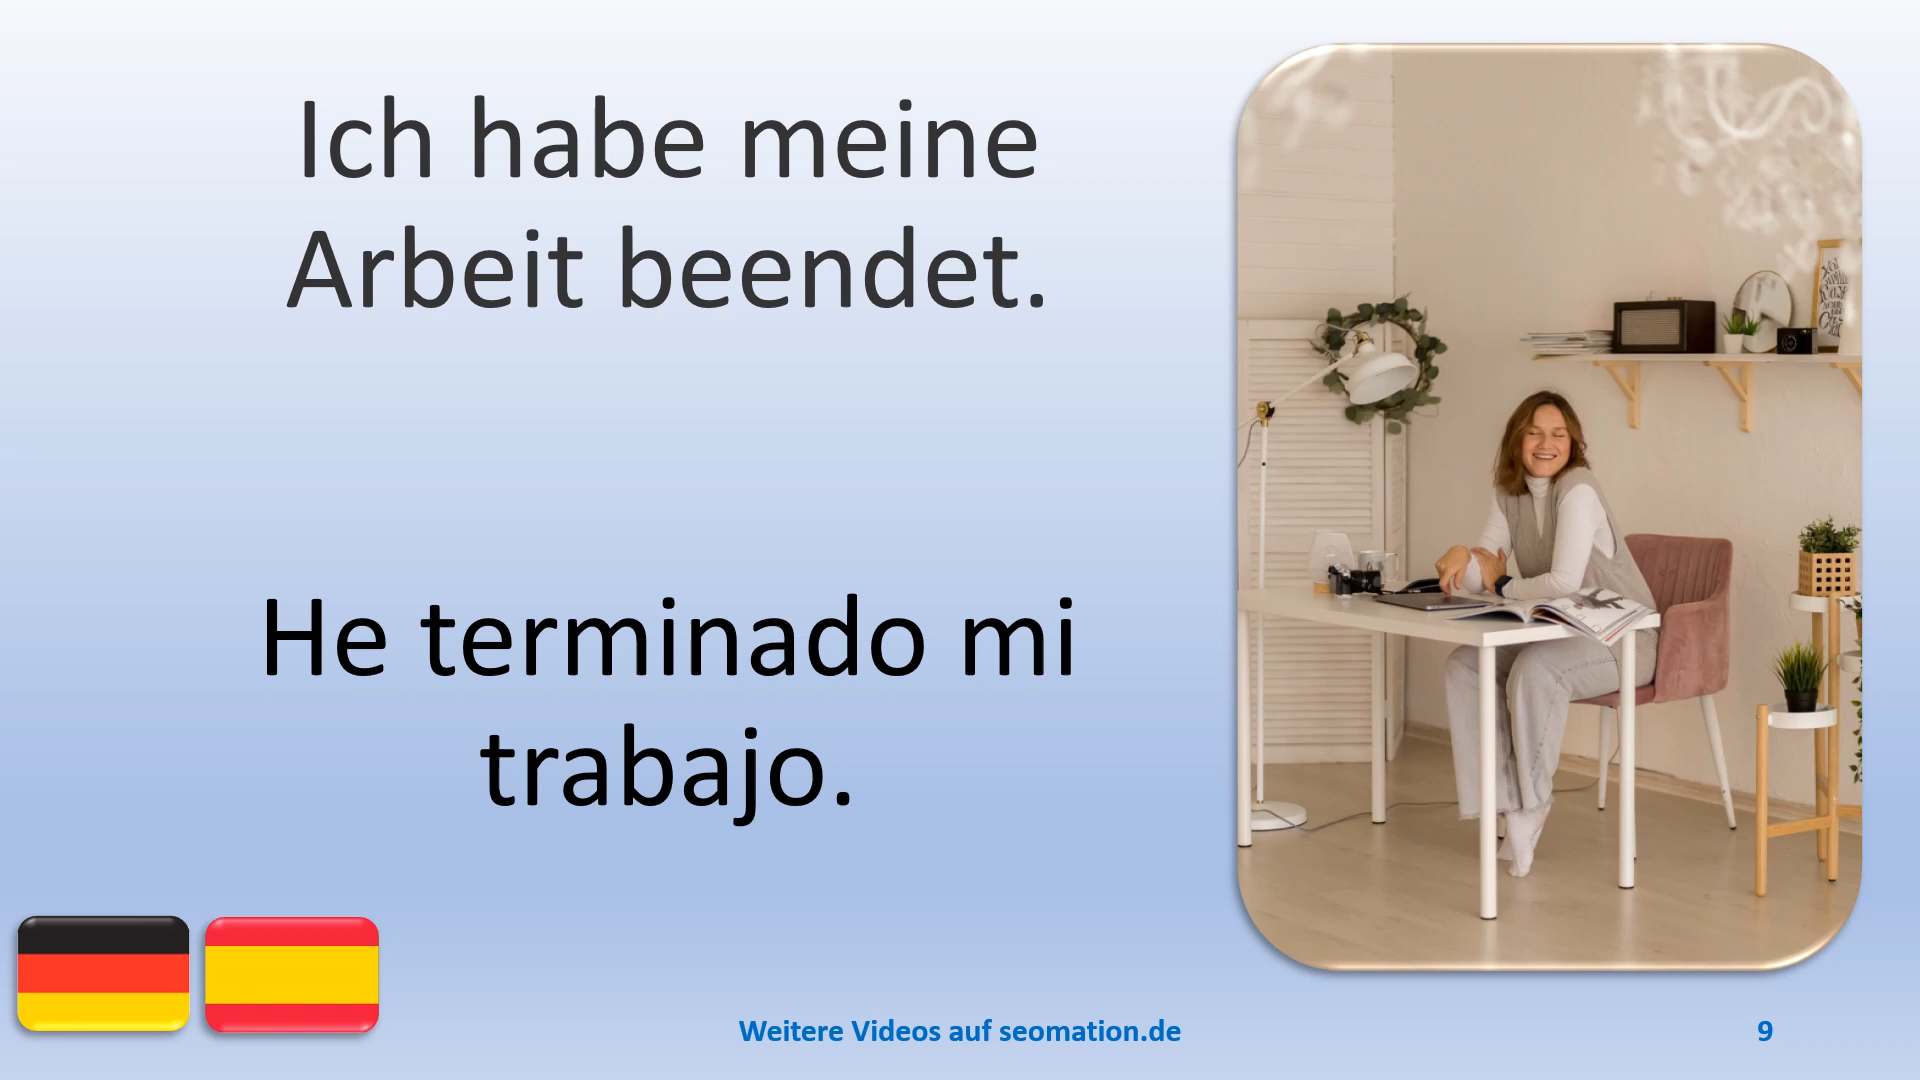 Ich habe meine
Arbeit beendet.
He terminado mi
trabajo.
Weitere Videos auf seomation.de
9